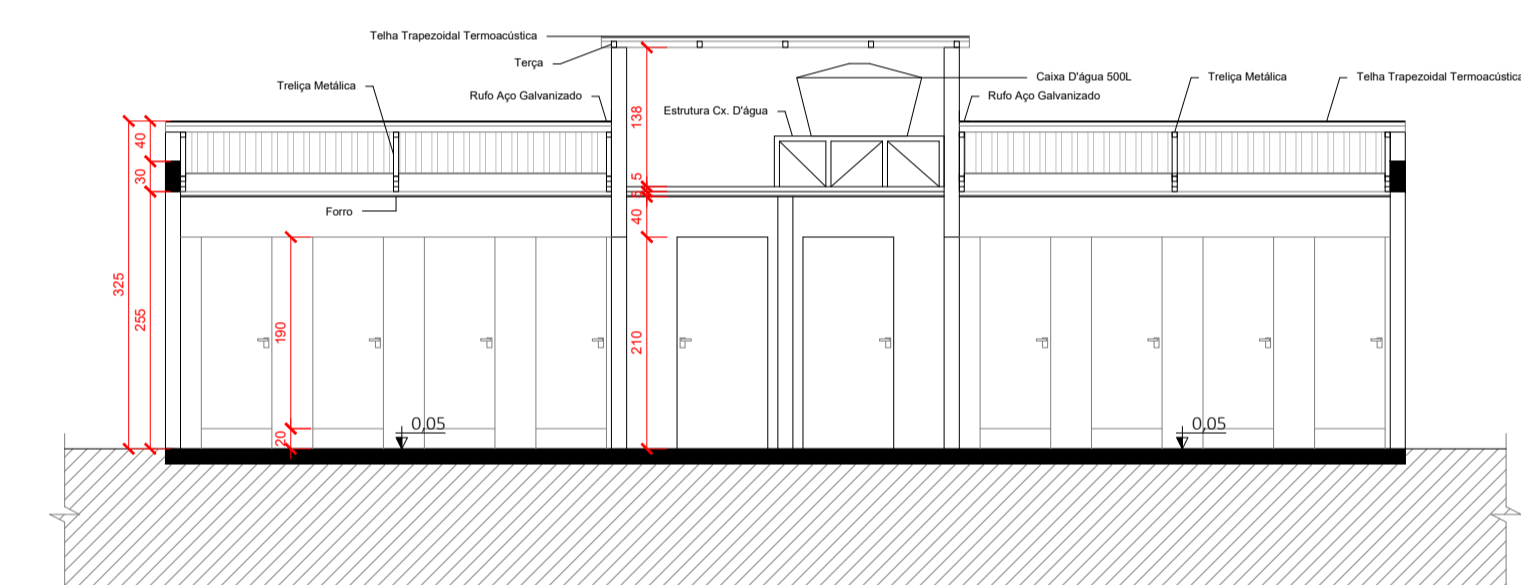 Telha Trapezoidal Termoacústica
Terça
Treliça Metálica
Rufo Aço Galvanizado
Estrutura Cx. D'água
Caixa D'água 500L
Rufo Aço Galvanizado
Treliça Metálica
Telha Trapezoidal Termoacústica
138
40
30
5
40
Forro
325
255
190
210
20
0,05
0,05